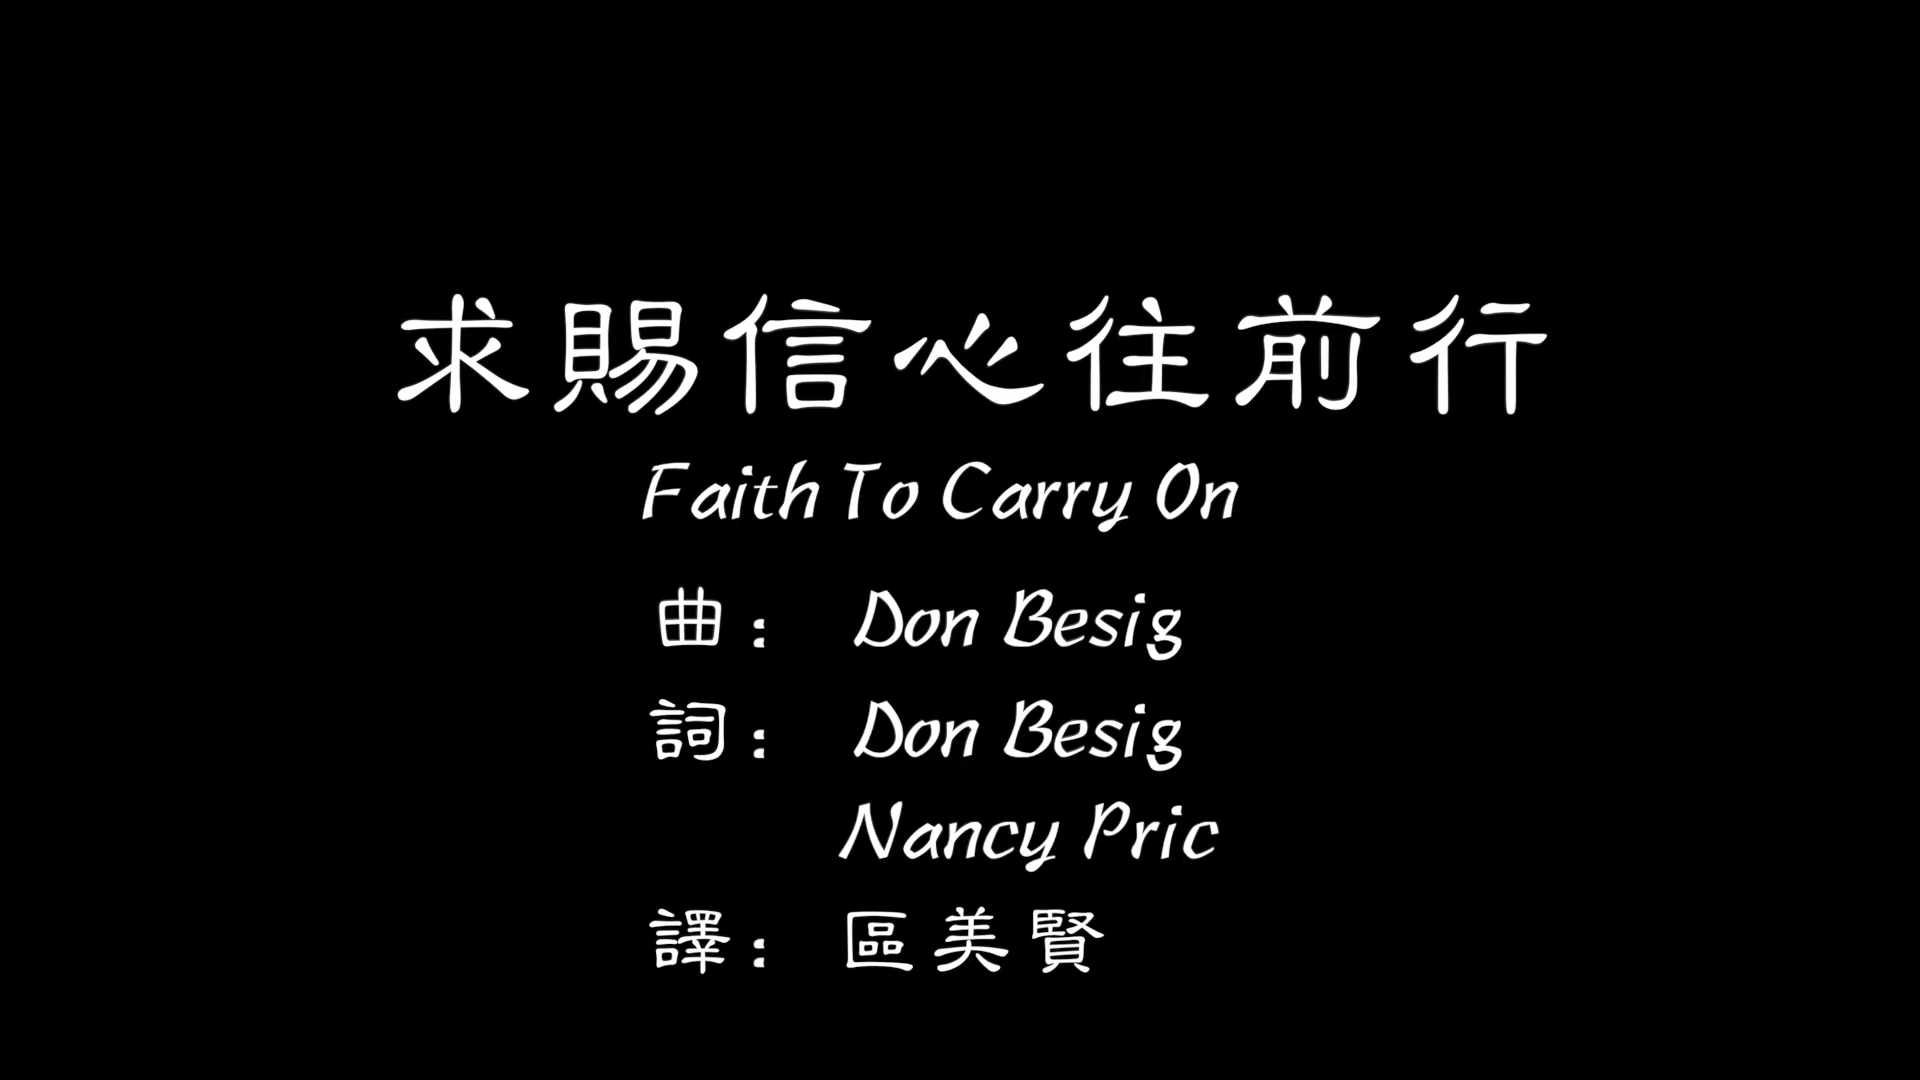 求賜信心往前行
Faith To Carry On
曲： Don Besig
詞： Don Besig
Nancy Pric
譯： 區美賢